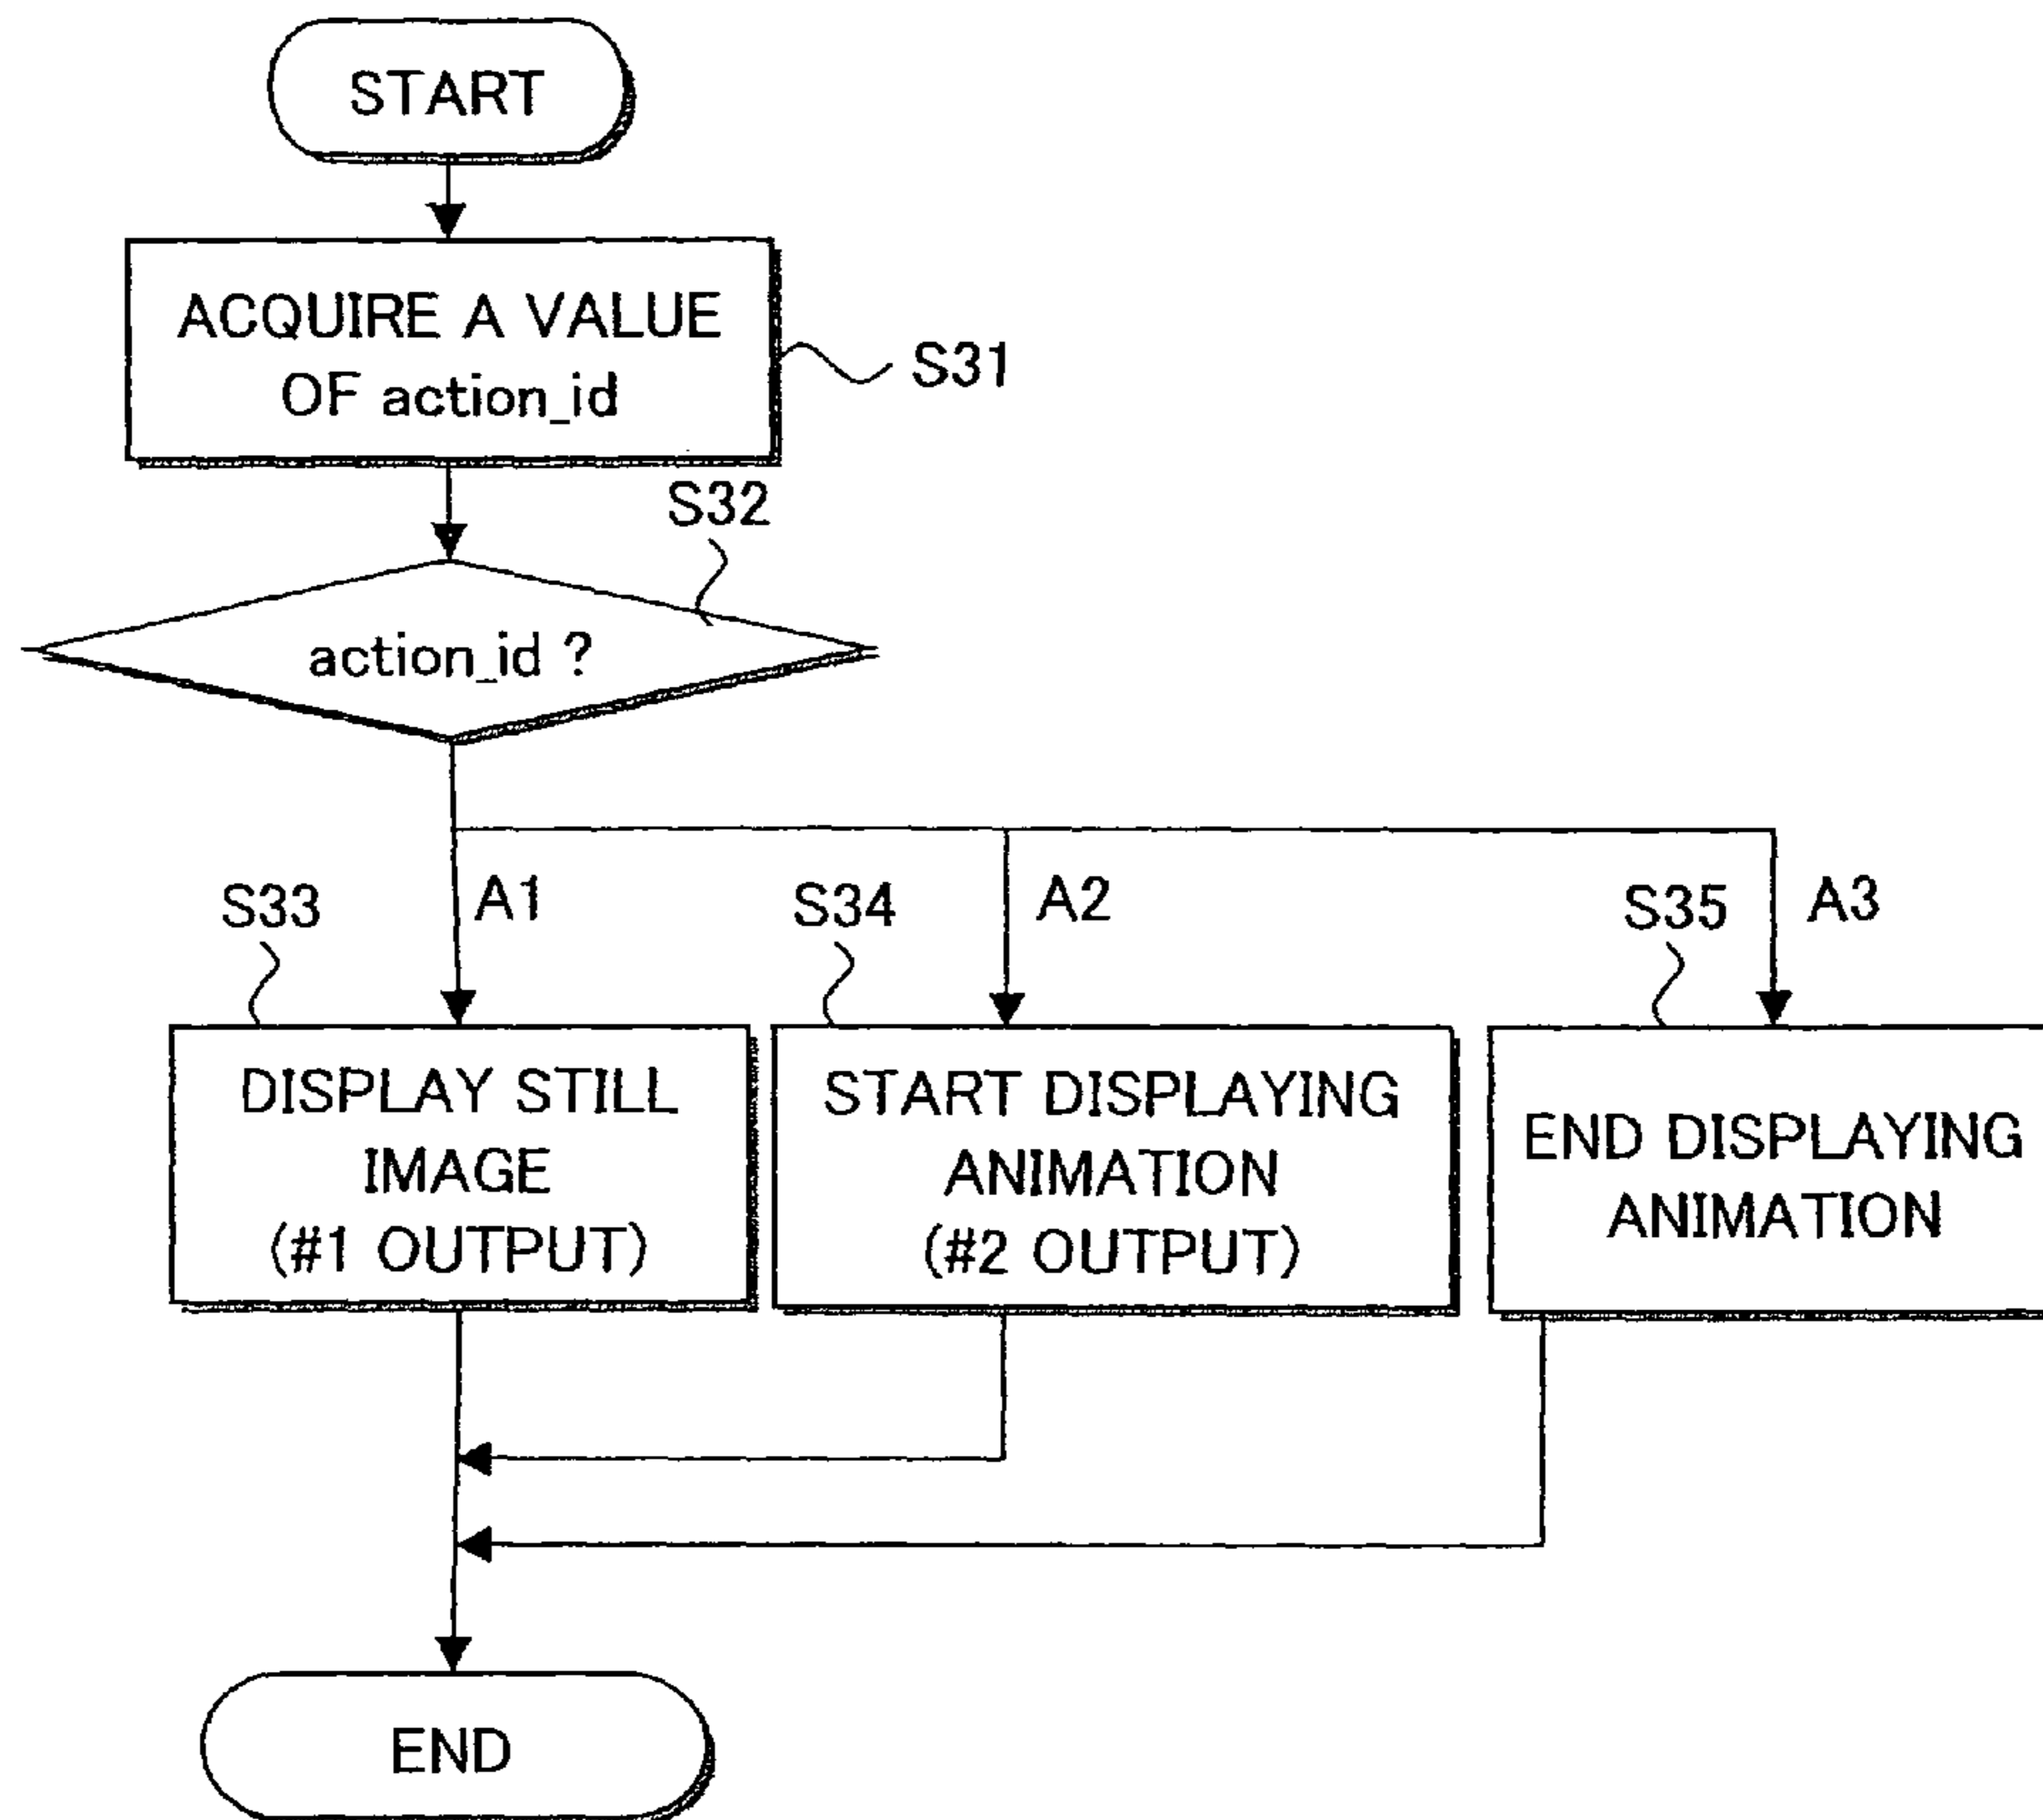 START
ACQUIRE A VALUE
OF action_id
S31
S32
action_id ?
S33
A1
S34
A2
S35
A3
DISPLAY STILL
IMAGE
(#1 OUTPUT)
START DISPLAYING
ANIMATION
(#2 OUTPUT)
END DISPLAYING
ANIMATION
END